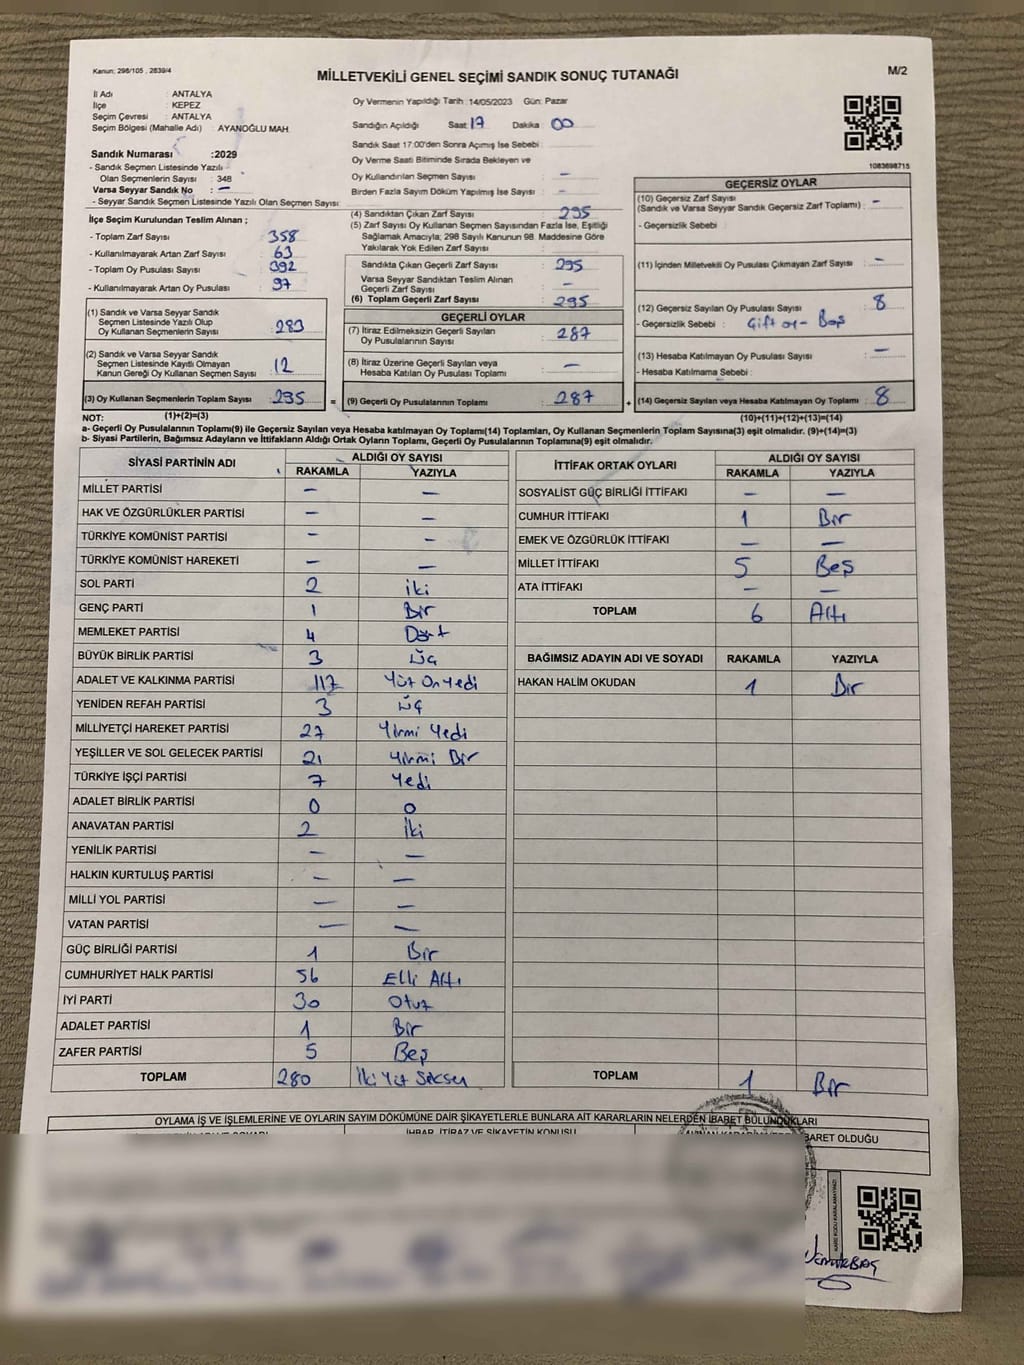 Kanun: 298/105 , 2839/4
MİLLETVEKİLİ GENEL SEÇİMİ SANDIK SONUÇ TUTANAĞI
M/2
İl Adı : ANTALYA
İlçe : KEPEZ
Seçim Çevresi : ANTALYA
Seçim Bölgesi (Mahalle Adı) : AYANOĞLU MAH.
Sandık Numarası :2029
- Sandık Seçmen Listesinde Yazılı
Olan Seçmenlerin Sayısı : 348
Varsa Seyyar Sandık No : –
- Seyyar Sandık Seçmen Listesinde Yazılı Olan Seçmen Sayısı:
İlçe Seçim Kurulundan Teslim Alınan ;
- Toplam Zarf Sayısı : 358
- Kullanılmayarak Artan Zarf Sayısı : 63
- Toplam Oy Pusulası Sayısı : 392
- Kullanılmayarak Artan Oy Pusulası : 97
(1) Sandık ve Varsa Seyyar Sandık
Seçmen Listesinde Yazılı Olup
Oy Kullanan Seçmenlerin Sayısı : 283
(2) Sandık ve Varsa Seyyar Sandık
Seçmen Listesinde Kayıtlı Olmayan
Kanun Gereği Oy Kullanan Seçmen Sayısı : 12
(3) Oy Kullanan Seçmenlerin Toplam Sayısı : 295 =
Oy Vermenin Yapıldığı Tarih :14/05/2023 Gün: Pazar
Sandığın Açıldığı Saat 17 Dakika : 00
Sandık Saat 17:00'den Sonra Açımış İse Sebebi :
Oy Verme Saati Bitiminde Sırada Bekleyen ve
Oy Kullandırılan Seçmen Sayısı : –
Birden Fazla Sayım Döküm Yapılmış İse Sayısı : –
(4) Sandıktan Çıkan Zarf Sayısı : 295
(5) Zarf Sayısı Oy Kullanan Seçmen Sayısından Fazla İse, Eşitliği
Sağlamak Amacıyla; 298 Sayılı Kanunun 98. Maddesine Göre
Yakılarak Yok Edilen Zarf Sayısı :
Sandıkta Çıkan Geçerli Zarf Sayısı : 295
Varsa Seyyar Sandıktan Teslim Alınan
Geçerli Zarf Sayısı : –
(6) Toplam Geçerli Zarf Sayısı : 295
GEÇERLİ OYLAR
(7) İtiraz Edilmeksizin Geçerli Sayılan
Oy Pusulalarının Sayısı : 287
(8) İtiraz Üzerine Geçerli Sayılan veya
Hesaba Katılan Oy Pusulası Toplamı : –
(9) Geçerli Oy Pusulalarının Toplamı : 287 +
1083698715
GEÇERSİZ OYLAR
(10) Geçersiz Zarf Sayısı
(Sandık ve Varsa Seyyar Sandık Geçersiz Zarf Toplamı) : –
- Geçersizlik Sebebi :
(11) İçinden Milletvekili Oy Pusulası Çıkmayan Zarf Sayısı : –
(12) Geçersiz Sayılan Oy Pusulası Sayısı : 8
- Geçersizlik Sebebi : Çift oy - Boş
(13) Hesaba Katılmayan Oy Pusulası Sayısı : –
- Hesaba Katılmama Sebebi :
(14) Geçersiz Sayılan veya Hesaba Katılmayan Oy Toplamı : 8
NOT: (1)+(2)=(3) (10)+(11)+(12)+(13)=(14)
a- Geçerli Oy Pusulalarının Toplamı(9) ile Geçersiz Sayılan veya Hesaba katılmayan Oy Toplamı(14) Toplamları, Oy Kullanan Seçmenlerin Toplam Sayısına(3) eşit olmalıdır. (9)+(14)=(3)
b- Siyasi Partilerin, Bağımsız Adayların ve İttifakların Aldığı Ortak Oyların Toplamı, Geçerli Oy Pusulalarının Toplamına(9) eşit olmalıdır.
SİYASİ PARTİNİN ADI ALDIĞI OY SAYISI
RAKAMLA YAZIYLA
MİLLET PARTİSİ – –
HAK VE ÖZGÜRLÜKLER PARTİSİ – –
TÜRKİYE KOMÜNİST PARTİSİ – –
TÜRKİYE KOMÜNİST HAREKETİ – –
SOL PARTİ 2 iki
GENÇ PARTİ 1 Bir
MEMLEKET PARTİSİ 4 Dört
BÜYÜK BİRLİK PARTİSİ 3 üç
ADALET VE KALKINMA PARTİSİ 117 Yüz On Yedi
YENİDEN REFAH PARTİSİ 3 üç
MİLLİYETÇİ HAREKET PARTİSİ 27 Yirmi Yedi
YEŞİLLER VE SOL GELECEK PARTİSİ 21 Yirmi Bir
TÜRKİYE İŞÇİ PARTİSİ 7 Yedi
ADALET BİRLİK PARTİSİ 0 0
ANAVATAN PARTİSİ 2 İki
YENİLİK PARTİSİ – –
HALKIN KURTULUŞ PARTİSİ – –
MİLLİ YOL PARTİSİ – –
VATAN PARTİSİ – –
GÜÇ BİRLİĞİ PARTİSİ 1 Bir
CUMHURİYET HALK PARTİSİ 56 Elli Altı
İYİ PARTİ 30 Otuz
ADALET PARTİSİ 1 Bir
ZAFER PARTİSİ 5 Beş
TOPLAM 280 İki Yüz Seksen
İTTİFAK ORTAK OYLARI ALDIĞI OY SAYISI
RAKAMLA YAZIYLA
SOSYALİST GÜÇ BİRLİĞİ İTTİFAKI – –
CUMHUR İTTİFAKI 1 Bir
EMEK VE ÖZGÜRLÜK İTTİFAKI – –
MİLLET İTTİFAKI 5 Beş
ATA İTTİFAKI – –
TOPLAM 6 Altı
BAĞIMSIZ ADAYIN ADI VE SOYADI RAKAMLA YAZIYLA
HAKAN HALİM OKUDAN 1 Bir
TOPLAM 1 Bir
OYLAMA İŞ VE İŞLEMLERİNE VE OYLARIN SAYIM DÖKÜMÜNE DAİR ŞİKAYETLERLE BUNLARA AİT KARARLARIN NELERDEN İBARET BULUNDUKLARI
İHBAR, İTİRAZ VE ŞİKAYETİN KONUSU
BARET OLDUĞU